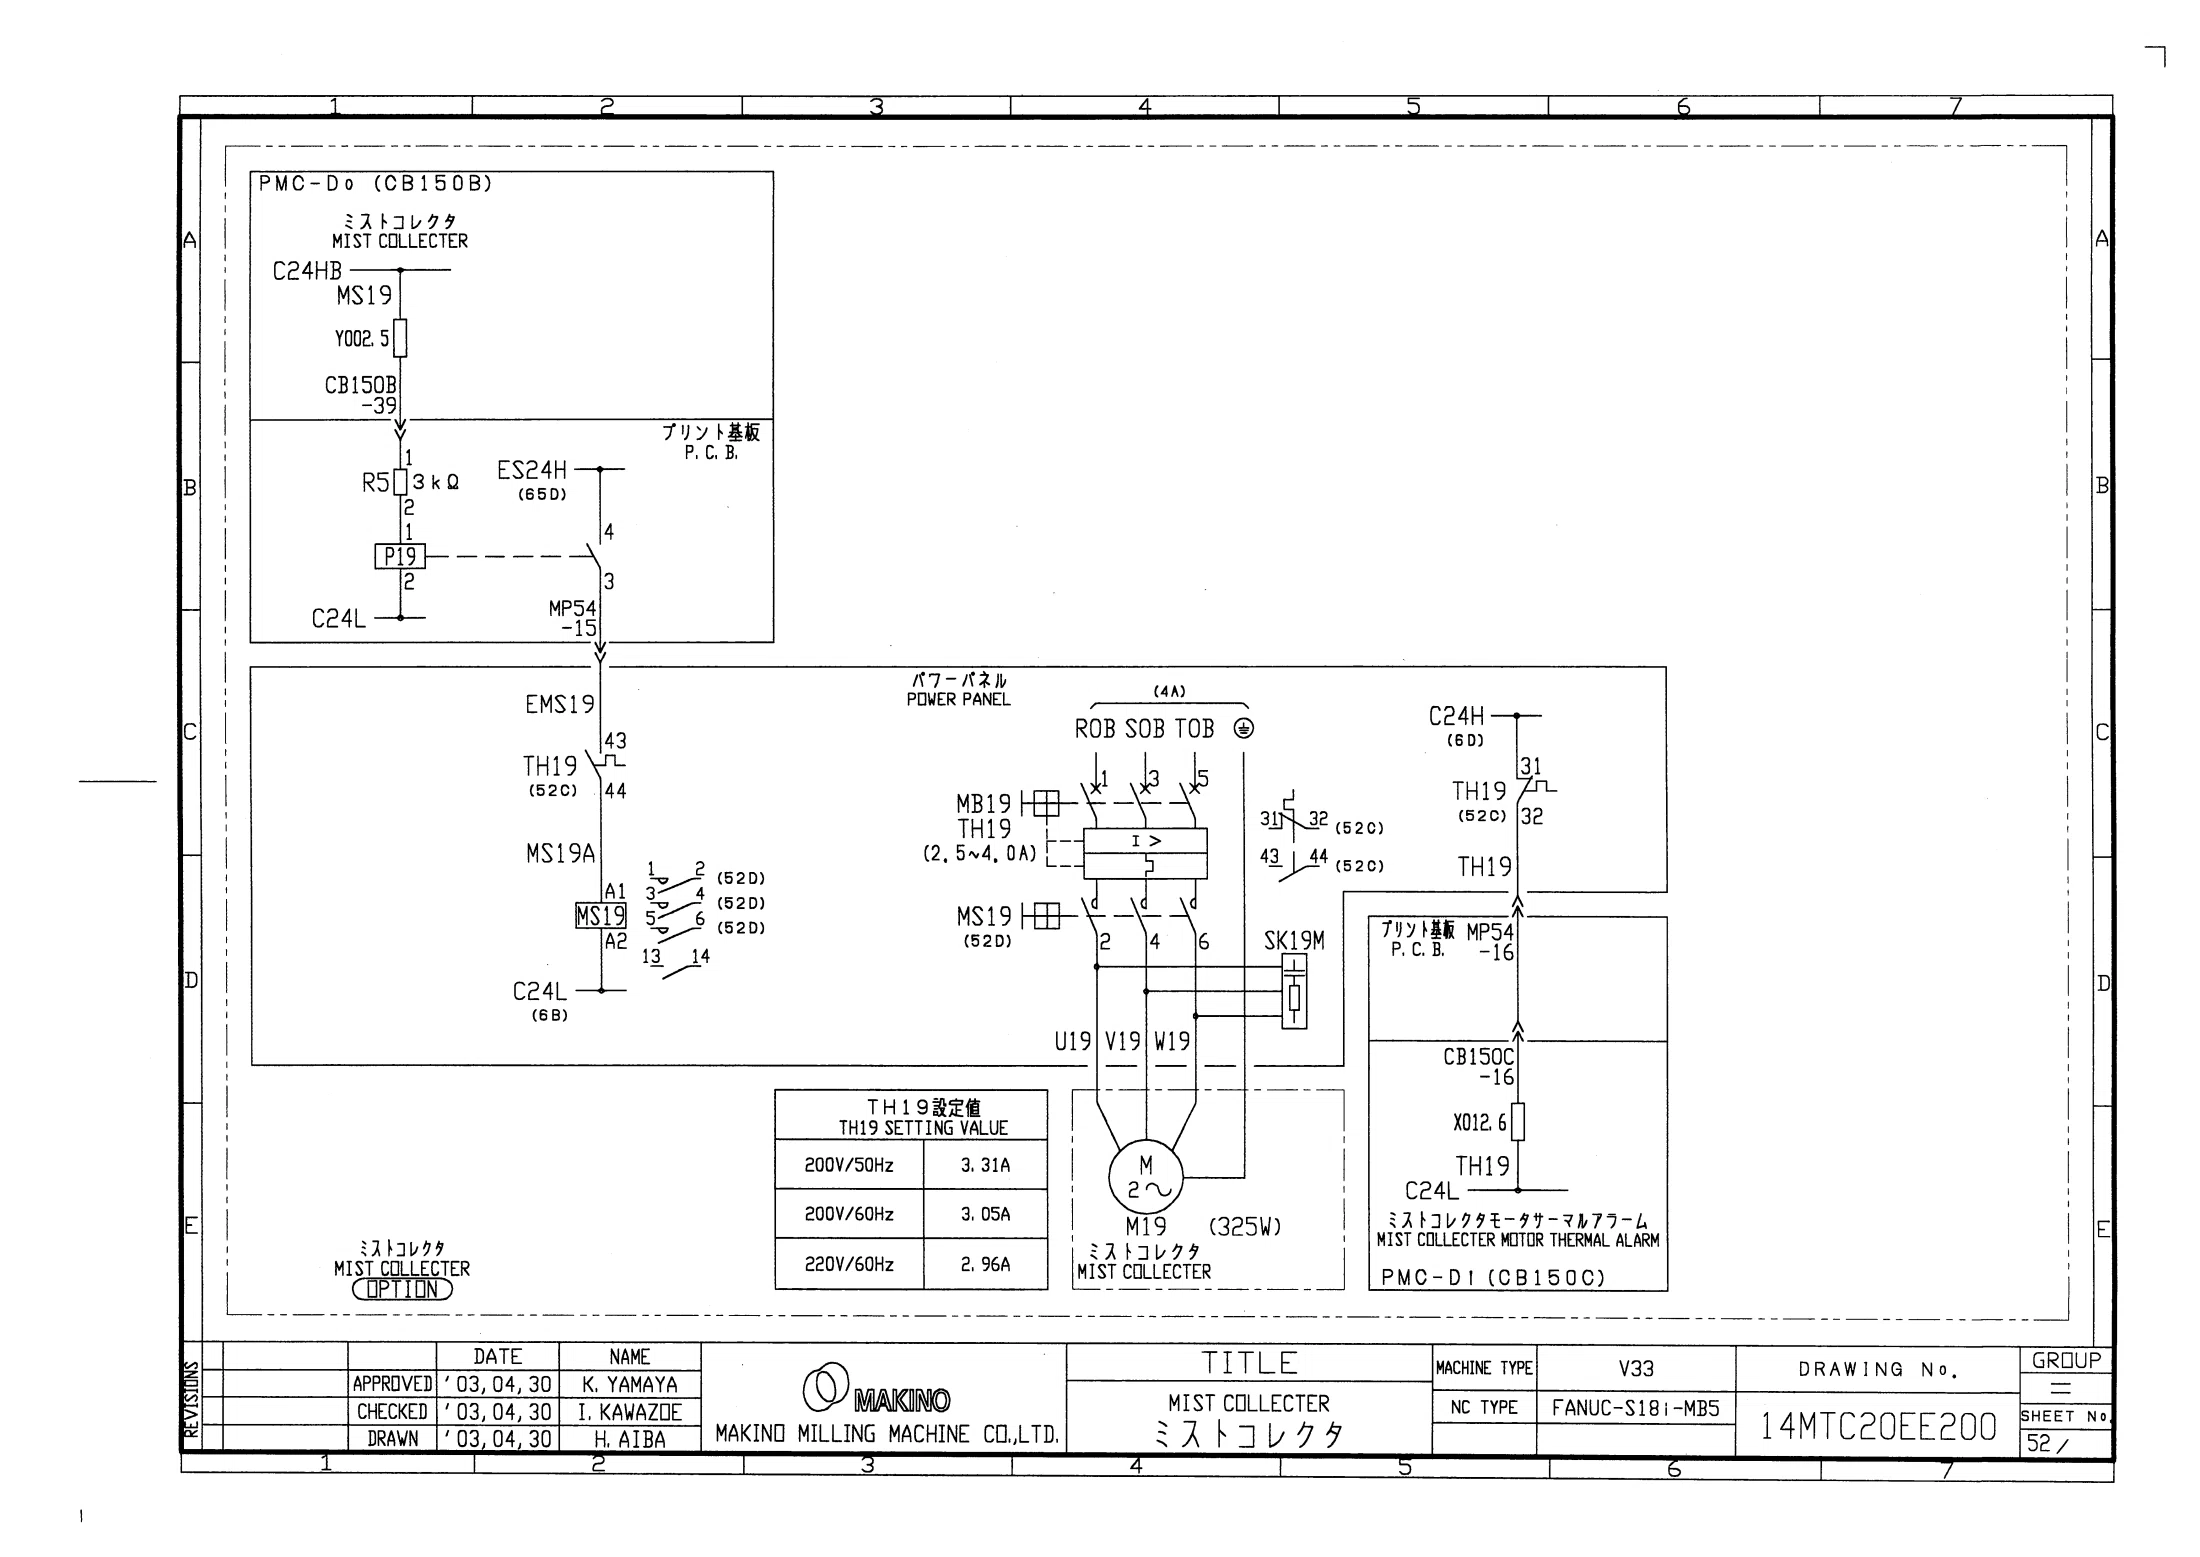 1 2 3 4 5 6 7
A
B
C
D
E
A
B
C
D
E
PMC-Do (CB150B)
ミストコレクタ
MIST COLLECTER
C24HB
MS19
Y002.5
CB150B
-39
プリント基板
P.C.B.
1
R5 3kΩ
2
1
P19
2
C24L
ES24H
(65D)
4
3
MP54
-15
パワーパネル
POWER PANEL
EMS19
43
TH19
(52C) 44
MS19A
A1
MS19
A2
C24L
(6B)
1 2 (52D)
3 4 (52D)
5 6 (52D)
13 14
(4A)
R0B S0B T0B
1 3 5
MB19
TH19
(2.5~4.0A)
I >
MS19
(52D)
2 4 6
31 32 (52C)
43 44 (52C)
SK19M
U19 V19 W19
M
2~
M19 (325W)
ミストコレクタ
MIST COLLECTER
C24H
(6D)
31
TH19
(52C) 32
TH19
プリント基板 MP54
P.C.B. -16
CB150C
-16
X012.6
TH19
C24L
ミストコレクタモータサーマルアラーム
MIST COLLECTER MOTOR THERMAL ALARM
PMC-DI (CB150C)
TH19設定値
TH19 SETTING VALUE
200V/50Hz 3.31A
200V/60Hz 3.05A
220V/60Hz 2.96A
ミストコレクタ
MIST COLLECTER
OPTION
REVISIONS
DATE NAME
APPROVED '03,04,30 K. YAMAYA
CHECKED '03,04,30 I. KAWAZOE
DRAWN '03,04,30 H. AIBA
MAKINO
MAKINO MILLING MACHINE CO.,LTD.
TITLE
MIST COLLECTER
ミストコレクタ
MACHINE TYPE V33
NC TYPE FANUC-S18i-MB5
DRAWING No.
14MTC20EE200
GROUP
=
SHEET No.
52/
1 2 3 4 5 6 7